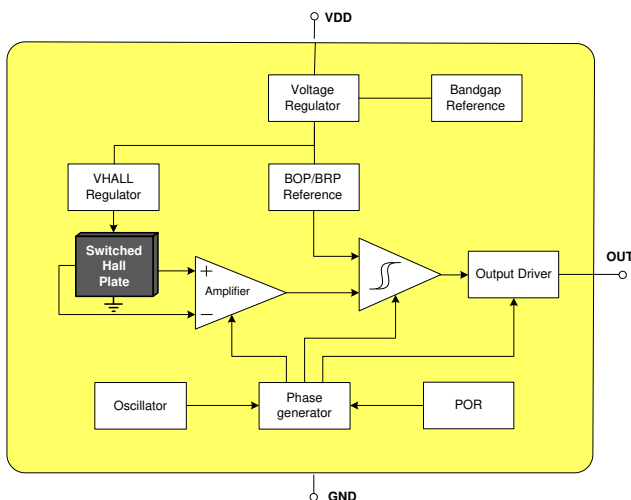 VDD
Voltage
Regulator
Bandgap
Reference
VHALL
Regulator
BOP/BRP
Reference
Switched
Hall
Plate
+
Amplifier
−
Output Driver
OUT
Oscillator
Phase
generator
POR
GND